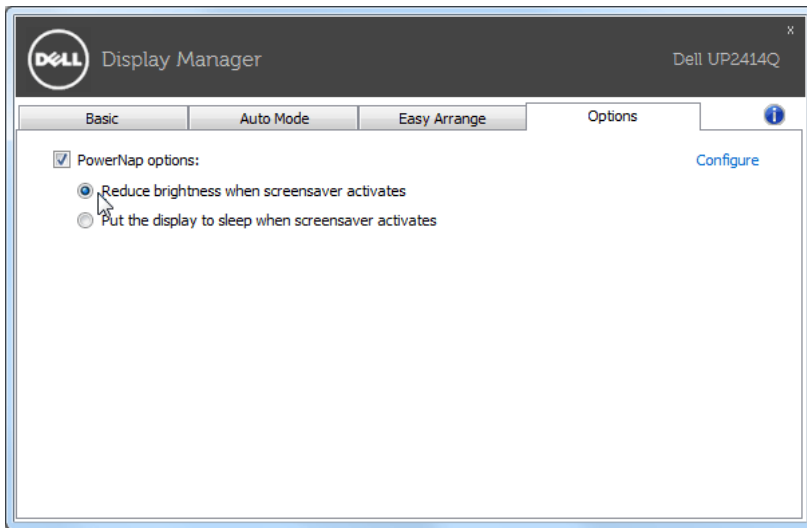 DELL Display Manager
x
Dell UP2414Q
Basic Auto Mode Easy Arrange Options
PowerNap options: Configure
Reduce brightness when screensaver activates
Put the display to sleep when screensaver activates